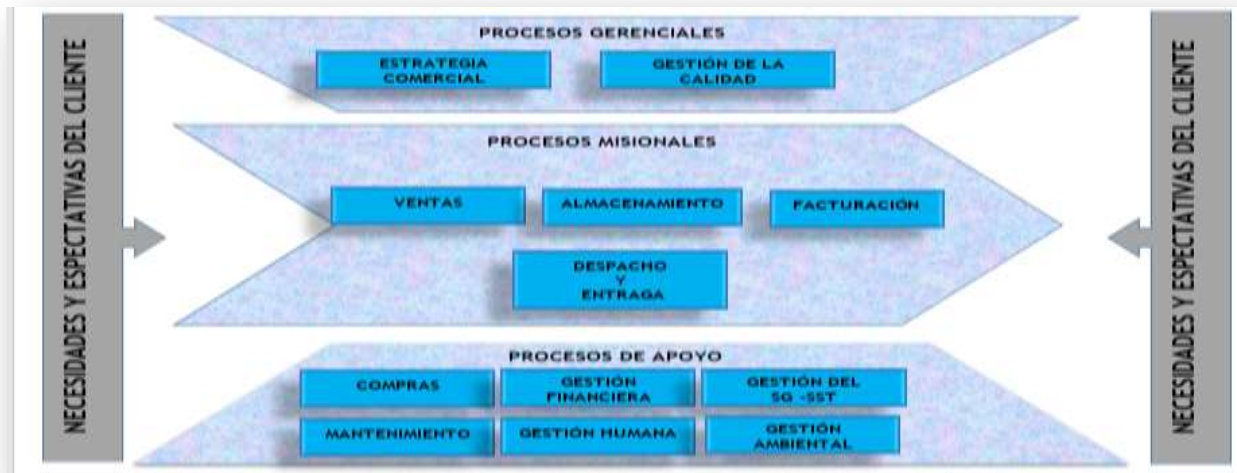 NECESIDADES Y ESPECTATIVAS DEL CLIENTE
PROCESOS GERENCIALES
ESTRATEGIA
COMERCIAL
GESTIÓN DE LA
CALIDAD
PROCESOS MISIONALES
VENTAS
ALMACENAMIENTO
FACTURACIÓN
DESPACHO
Y
ENTRAGA
PROCESOS DE APOYO
COMPRAS
GESTIÓN
FINANCIERA
GESTIÓN DEL
SG -SST
MANTENIMIENTO
GESTIÓN HUMANA
GESTIÓN
AMBIENTAL
NECESIDADES Y ESPECTATIVAS DEL CLIENTE